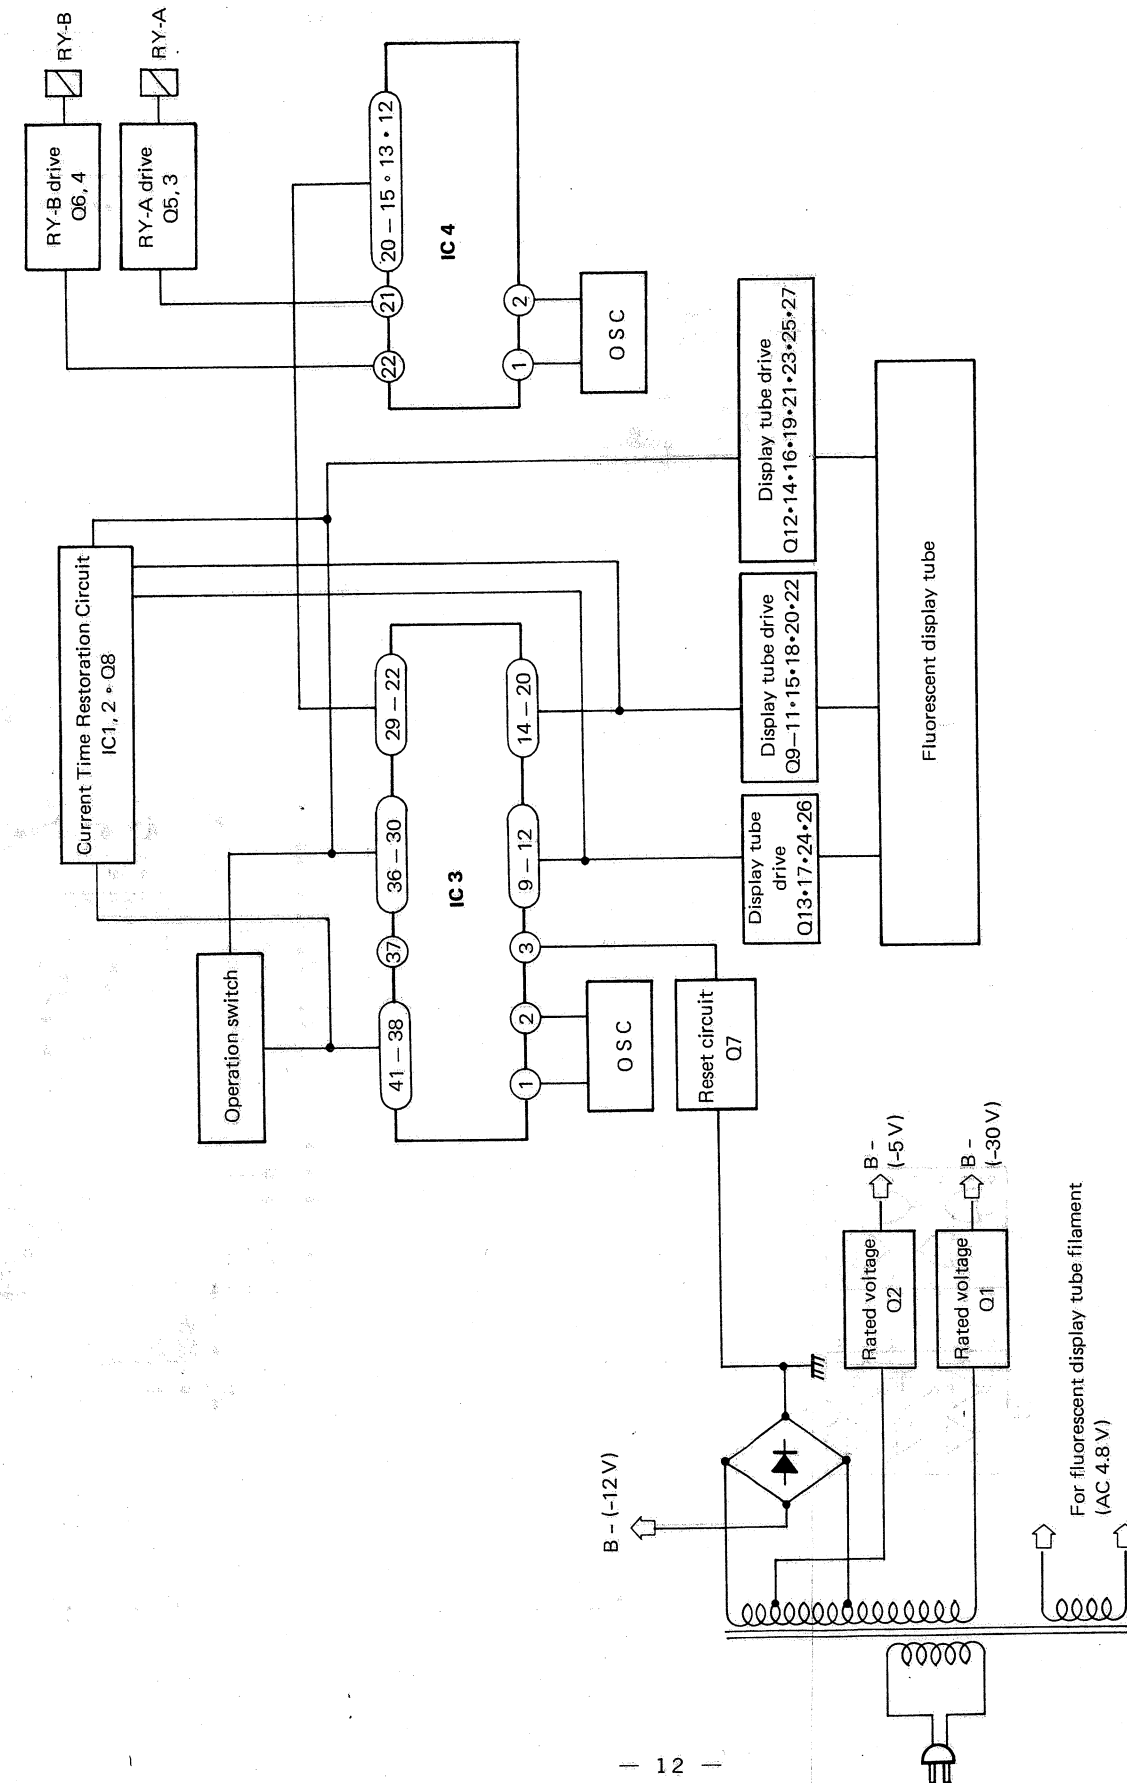 RY-B
RY-A
RY-B drive
Q6, 4
RY-A drive
Q5, 3
20 – 15 ∘ 13 • 12
21
22
IC 4
2
1
OSC
Current Time Restoration Circuit
IC1, 2 ∘ Q8
Operation switch
29 – 22
36 – 30
37
41 – 38
IC 3
14 – 20
9 – 12
3
2
1
OSC
Reset circuit
Q7
Display tube drive
Q12•14•16•19•21•23•25•27
Display tube drive
Q9–11•15•18•20•22
Display tube
drive
Q13•17•24•26
Fluorescent display tube
B – (–12 V)
Rated voltage
Q2
B –
(–5 V)
Rated voltage
Q1
B –
(–30 V)
For fluorescent display tube filament
(AC 4.8 V)
— 12 —